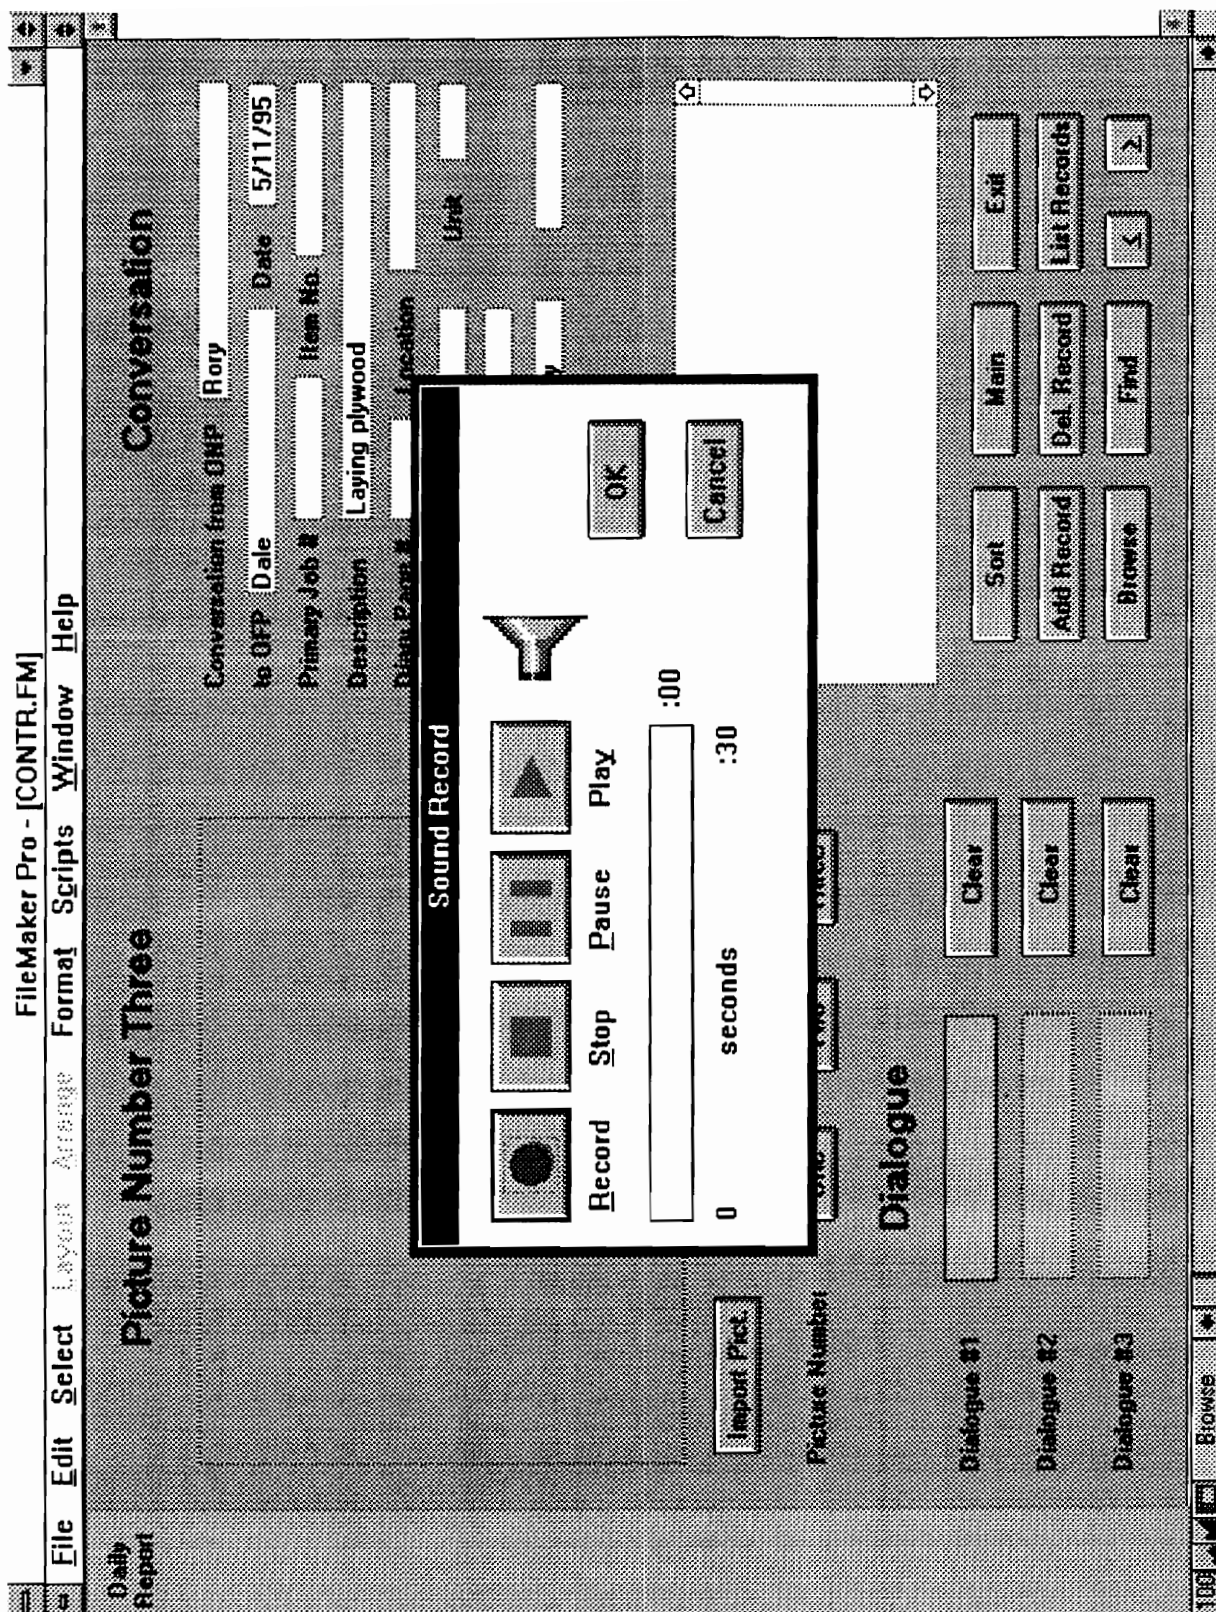 FileMaker Pro - [CONTR.FM]
File Edit Select Layout Arrange Format Scripts Window Help
Daily
Report
Picture Number Three
Conversation
Conversation from ONP Rory
to OFP Dale Date 5/11/95
Primary Job # Item No.
Description Laying plywood
Location
Unit
Sound Record
Record Stop Pause Play
:00
0 seconds :30
OK
Cancel
Import Pict.
Picture Number
Dialogue
Dialogue #1 Clear
Dialogue #2 Clear
Dialogue #3 Clear
Sort Main Exit
Add Record Del. Record List Records
Browse Find ≤ ≥
100 Browse